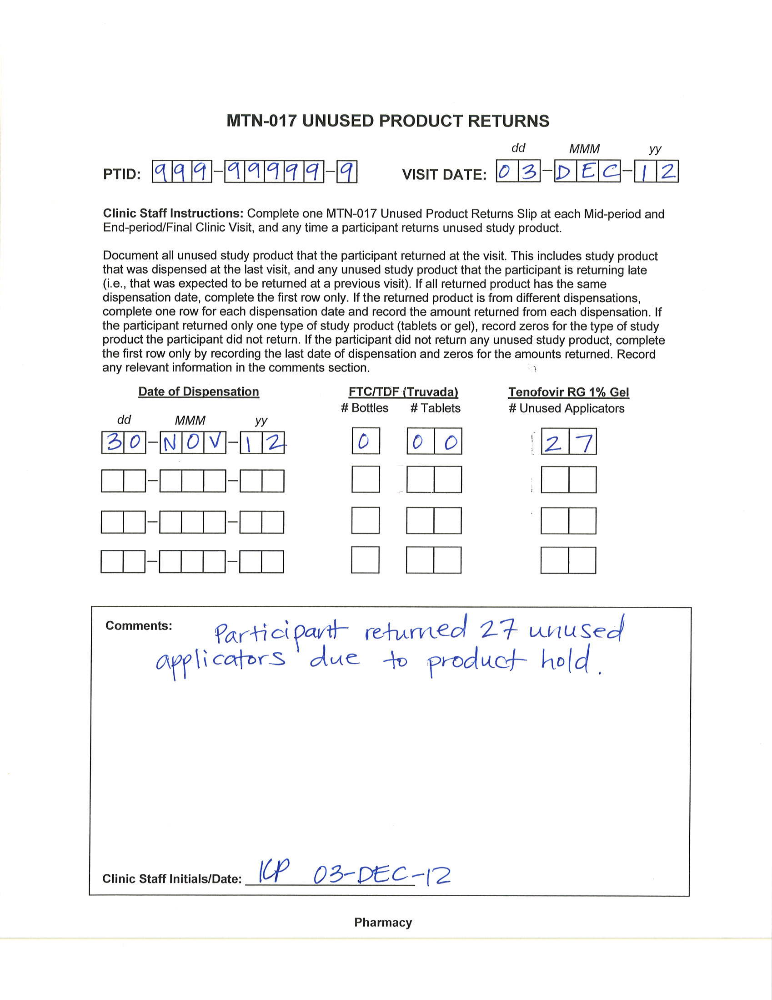 MTN-017 UNUSED PRODUCT RETURNS
dd MMM yy
PTID: 999-99999-9 VISIT DATE: 03-DEC-12
Clinic Staff Instructions: Complete one MTN-017 Unused Product Returns Slip at each Mid-period and
End-period/Final Clinic Visit, and any time a participant returns unused study product.
Document all unused study product that the participant returned at the visit. This includes study product
that was dispensed at the last visit, and any unused study product that the participant is returning late
(i.e., that was expected to be returned at a previous visit). If all returned product has the same
dispensation date, complete the first row only. If the returned product is from different dispensations,
complete one row for each dispensation date and record the amount returned from each dispensation. If
the participant returned only one type of study product (tablets or gel), record zeros for the type of study
product the participant did not return. If the participant did not return any unused study product, complete
the first row only by recording the last date of dispensation and zeros for the amounts returned. Record
any relevant information in the comments section.
Date of Dispensation FTC/TDF (Truvada) Tenofovir RG 1% Gel
# Bottles # Tablets # Unused Applicators
dd MMM yy
30-NOV-12 0 00 27
Comments: Participant returned 27 unused
applicators due to product hold.
Clinic Staff Initials/Date: KP 03-DEC-12
Pharmacy